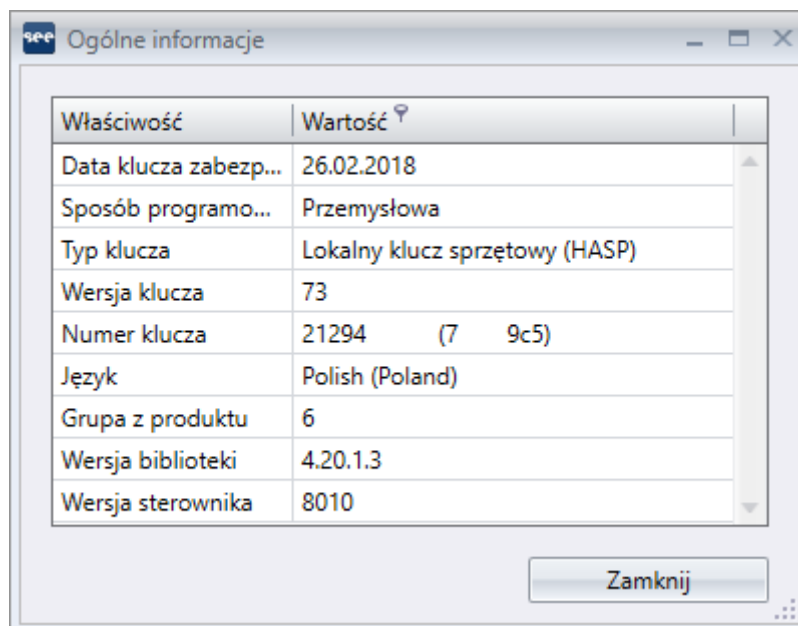 see Ogólne informacje
Właściwość Wartość
Data klucza zabezp... 26.02.2018
Sposób programo... Przemysłowa
Typ klucza Lokalny klucz sprzętowy (HASP)
Wersja klucza 73
Numer klucza 21294 (7 9c5)
Język Polish (Poland)
Grupa z produktu 6
Wersja biblioteki 4.20.1.3
Wersja sterownika 8010
Zamknij